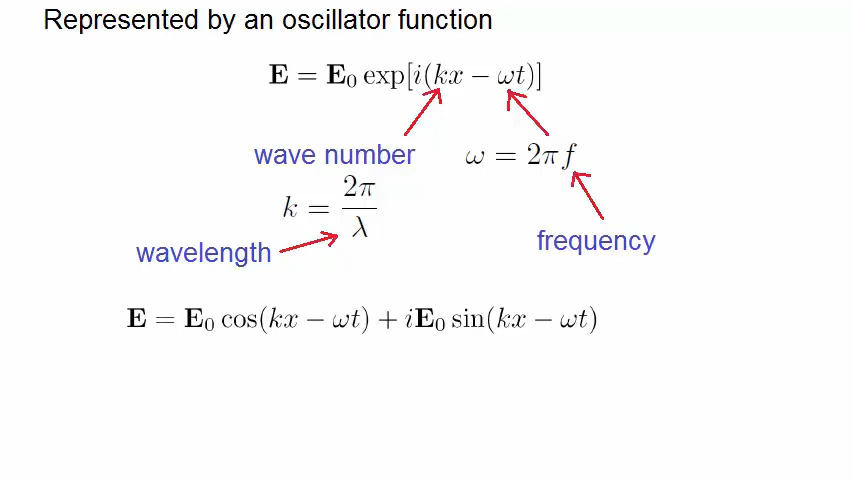 Represented by an oscillator function
E = E₀ exp[i(kx − ωt)]
wave number
ω = 2πf
k = 2π/λ
wavelength
frequency
E = E₀ cos(kx − ωt) + iE₀ sin(kx − ωt)